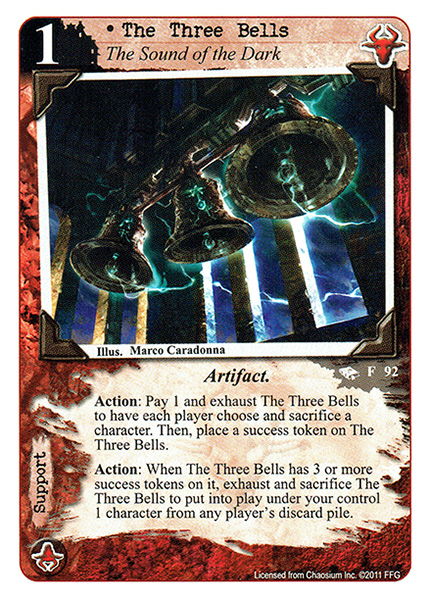 1
• The Three Bells
The Sound of the Dark
Illus. Marco Caradonna
F 92
Artifact.
Action: Pay 1 and exhaust The Three Bells
to have each player choose and sacrifice a
character. Then, place a success token on The
Three Bells.
Action: When The Three Bells has 3 or more
success tokens on it, exhaust and sacrifice The
Three Bells to put into play under your control
1 character from any player's discard pile.
Support
Licensed from Chaosium Inc. ©2011 FFG